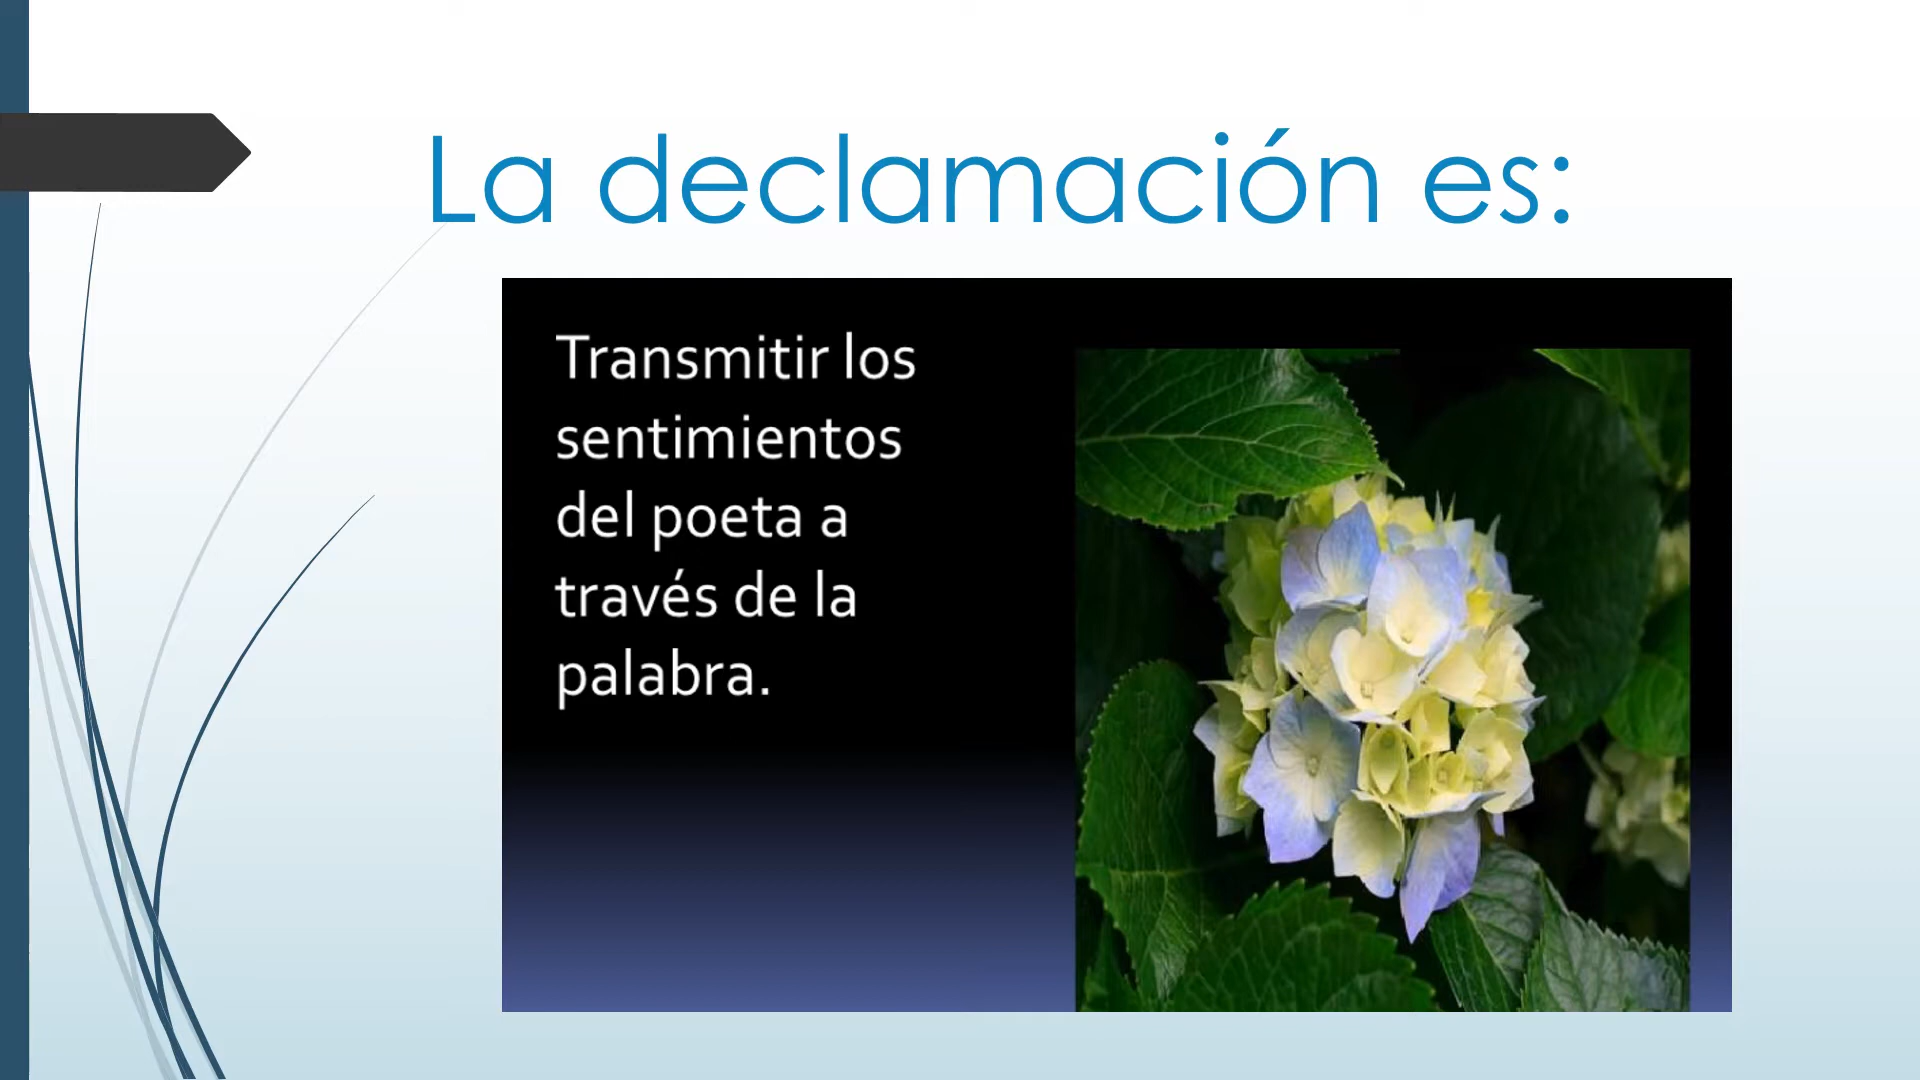 La declamación es:
Transmitir los
sentimientos
del poeta a
través de la
palabra.